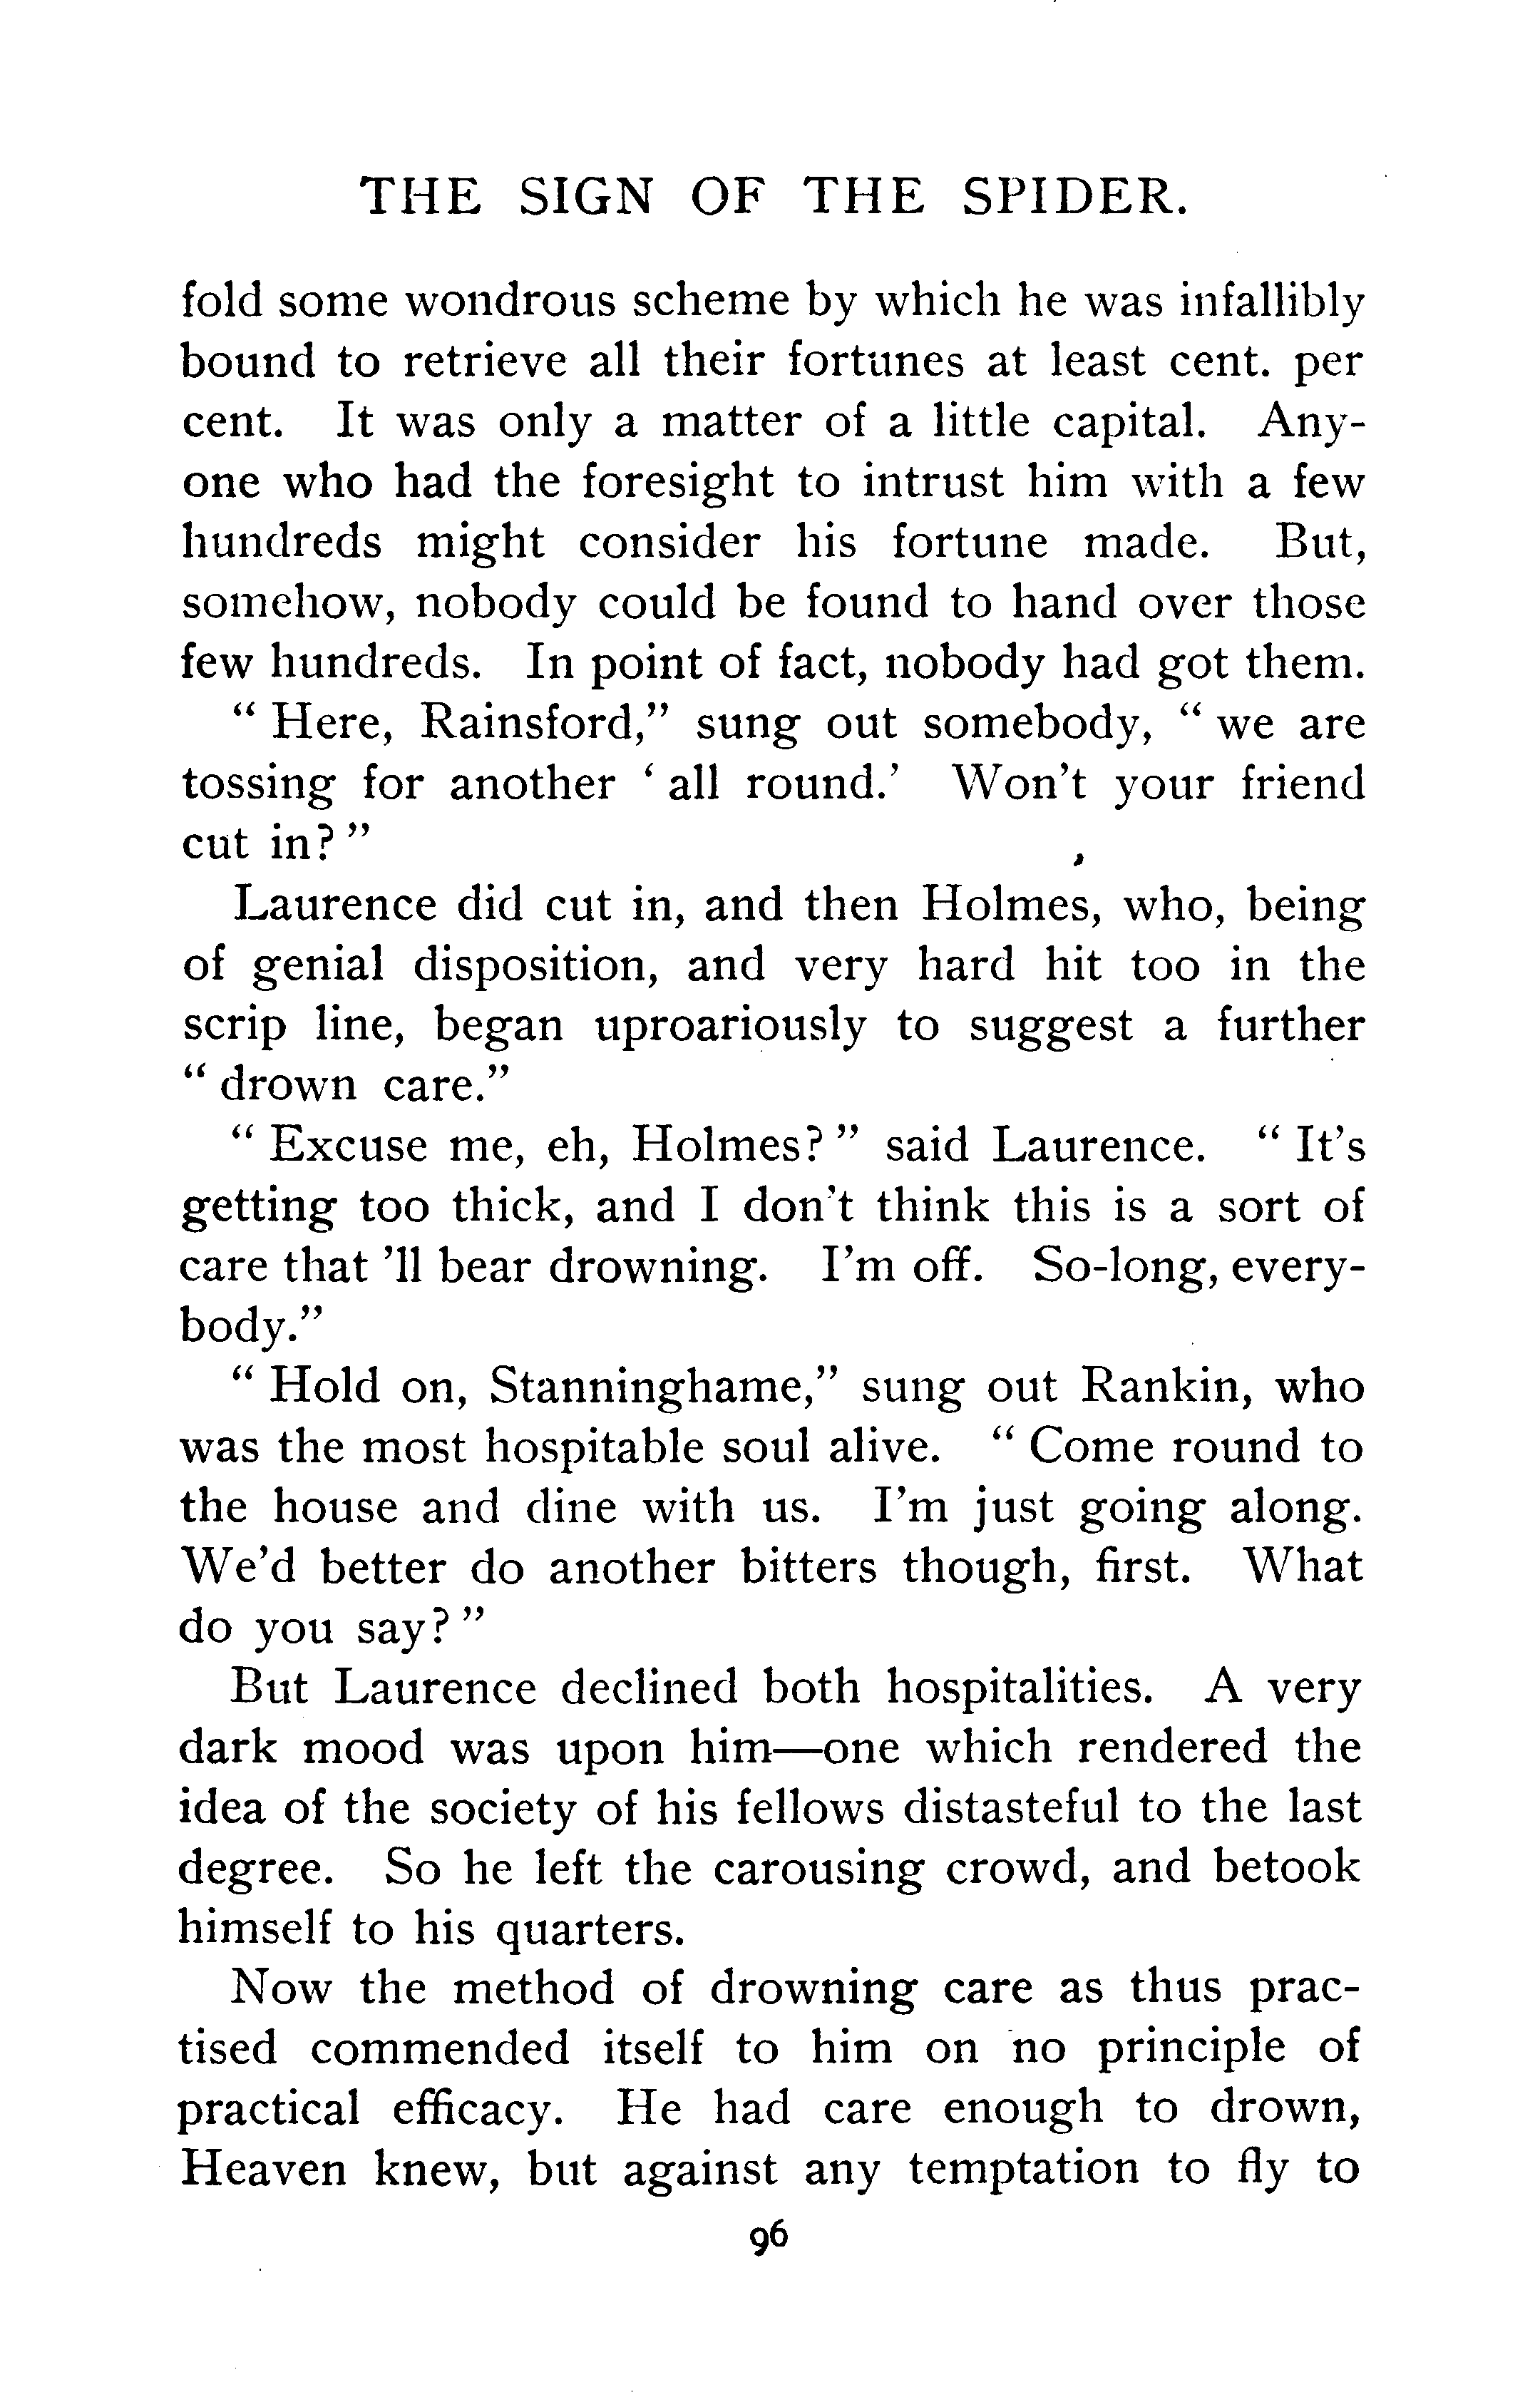 THE SIGN OF THE SPIDER.
fold some wondrous scheme by which he was infallibly
bound to retrieve all their fortunes at least cent. per
cent. It was only a matter of a little capital. Any-
one who had the foresight to intrust him with a few
hundreds might consider his fortune made. But,
somehow, nobody could be found to hand over those
few hundreds. In point of fact, nobody had got them.
“ Here, Rainsford,” sung out somebody, “ we are
tossing for another ‘ all round.’ Won’t your friend
cut in? ”
Laurence did cut in, and then Holmes, who, being
of genial disposition, and very hard hit too in the
scrip line, began uproariously to suggest a further
“ drown care.”
“ Excuse me, eh, Holmes? ” said Laurence. “ It’s
getting too thick, and I don’t think this is a sort of
care that ’ll bear drowning. I’m off. So-long, every-
body.”
“ Hold on, Stanninghame,” sung out Rankin, who
was the most hospitable soul alive. “ Come round to
the house and dine with us. I’m just going along.
We’d better do another bitters though, first. What
do you say? ”
But Laurence declined both hospitalities. A very
dark mood was upon him—one which rendered the
idea of the society of his fellows distasteful to the last
degree. So he left the carousing crowd, and betook
himself to his quarters.
Now the method of drowning care as thus prac-
tised commended itself to him on no principle of
practical efficacy. He had care enough to drown,
Heaven knew, but against any temptation to fly to
96